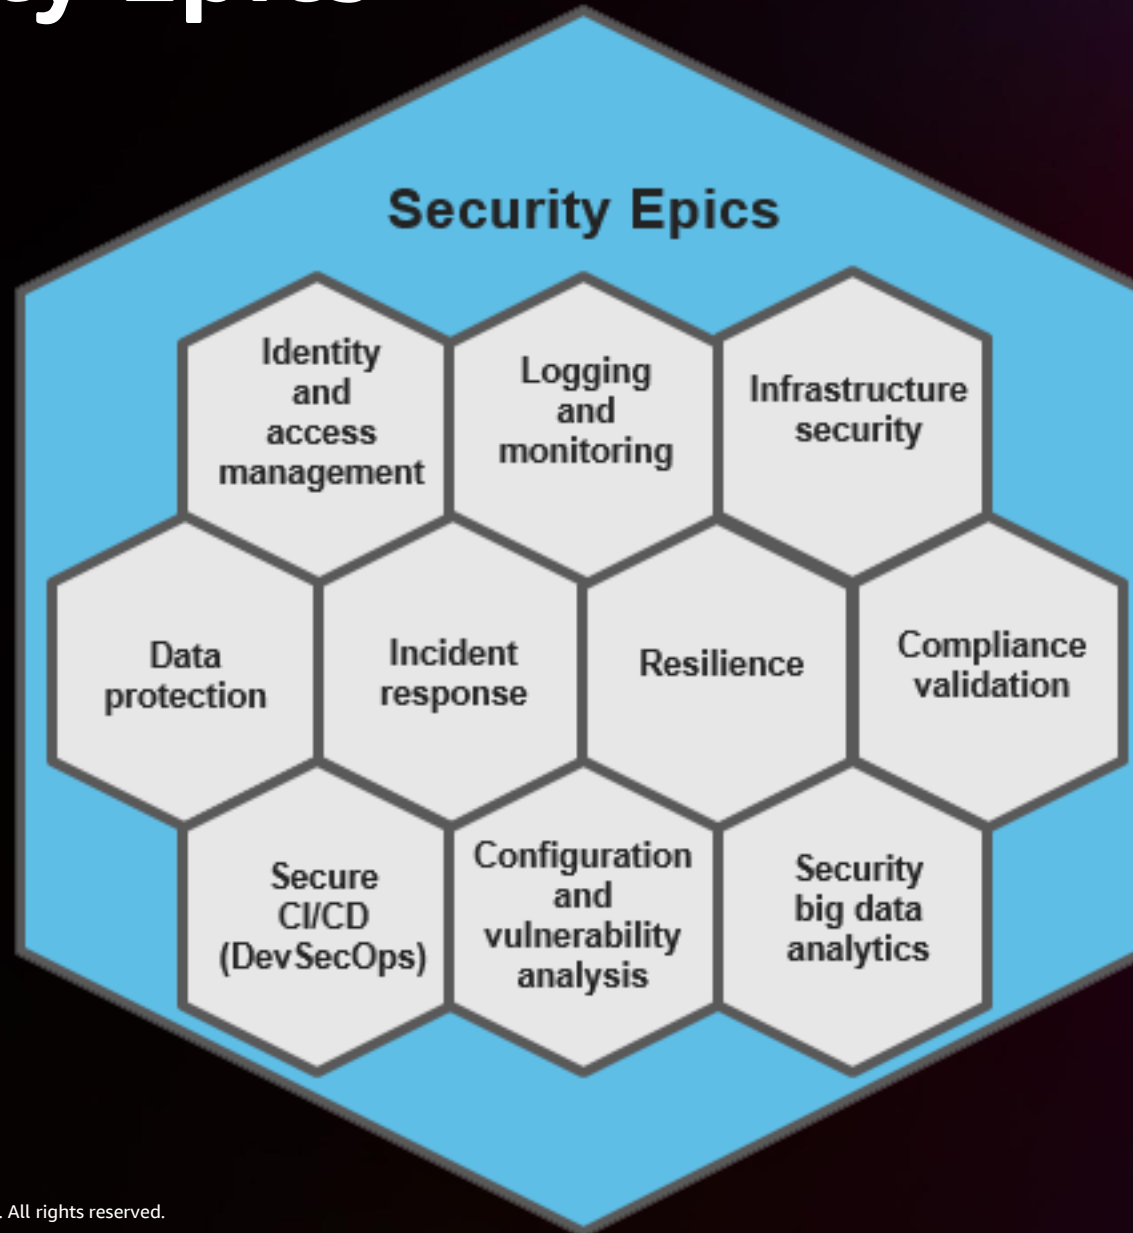 Epics
Security Epics
Identity
and
access
management
Logging
and
monitoring
Infrastructure
security
Data
protection
Incident
response
Resilience
Compliance
validation
Secure
CI/CD
(DevSecOps)
Configuration
and
vulnerability
analysis
Security
big data
analytics
. All rights reserved.